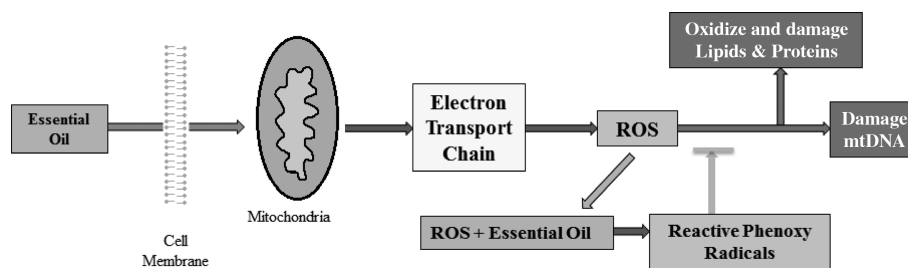 Essential
Oil
Cell
Membrane
Mitochondria
Electron
Transport
Chain
ROS
Oxidize and damage
Lipids & Proteins
Damage
mtDNA
ROS + Essential Oil
Reactive Phenoxy
Radicals